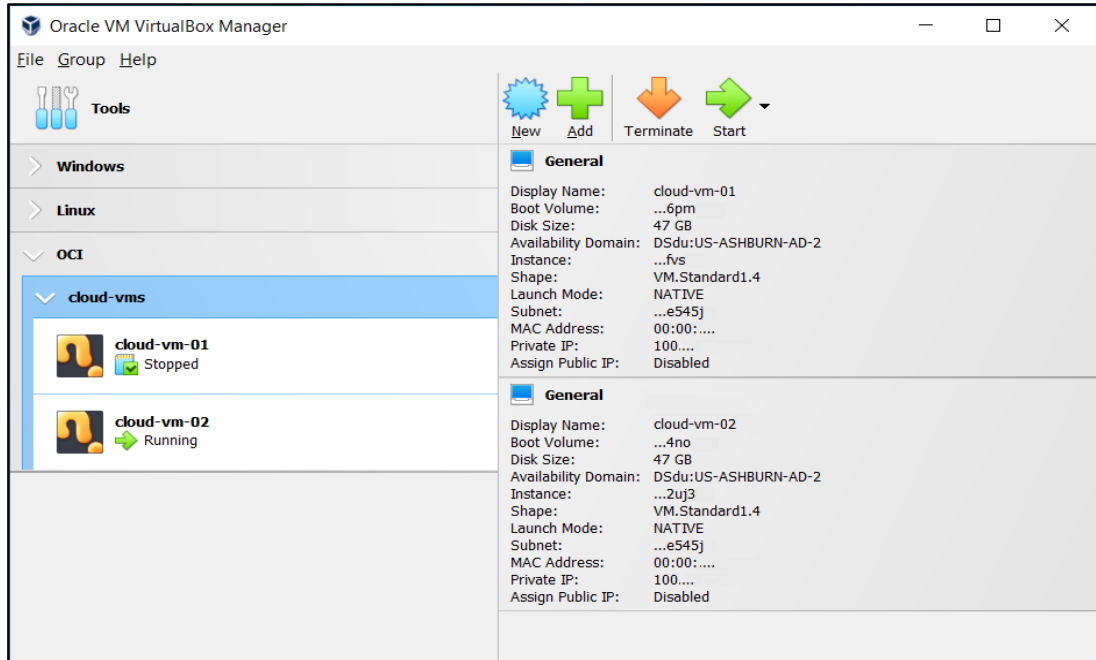 Oracle VM VirtualBox Manager
File Group Help
Tools
New Add Terminate Start
Windows
Linux
OCI
cloud-vms
cloud-vm-01
Stopped
cloud-vm-02
Running
General
Display Name: cloud-vm-01
Boot Volume: ...6pm
Disk Size: 47 GB
Availability Domain: DSdu:US-ASHBURN-AD-2
Instance: ...fvs
Shape: VM.Standard1.4
Launch Mode: NATIVE
Subnet: ...e545j
MAC Address: 00:00:....
Private IP: 100....
Assign Public IP: Disabled
General
Display Name: cloud-vm-02
Boot Volume: ...4no
Disk Size: 47 GB
Availability Domain: DSdu:US-ASHBURN-AD-2
Instance: ...2uj3
Shape: VM.Standard1.4
Launch Mode: NATIVE
Subnet: ...e545j
MAC Address: 00:00:....
Private IP: 100....
Assign Public IP: Disabled